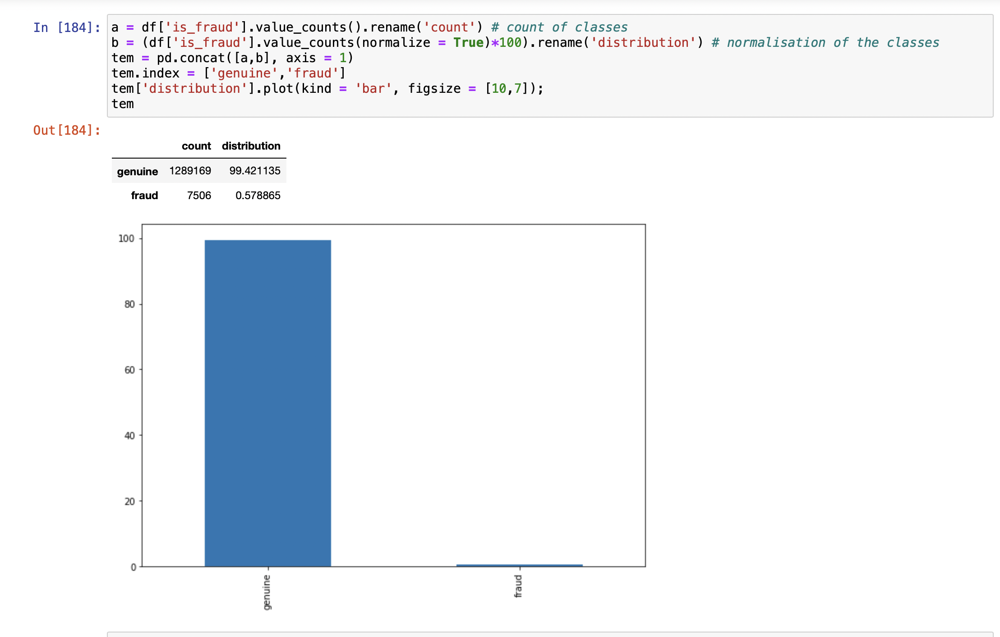 In [184]:
a = df['is_fraud'].value_counts().rename('count') # count of classes
b = (df['is_fraud'].value_counts(normalize = True)*100).rename('distribution') # normalisation of the classes
tem = pd.concat([a,b], axis = 1)
tem.index = ['genuine','fraud']
tem['distribution'].plot(kind = 'bar', figsize = [10,7]);
tem
Out[184]:
count distribution
genuine 1289169 99.421135
fraud 7506 0.578865
100
80
60
40
20
0
genuine
fraud